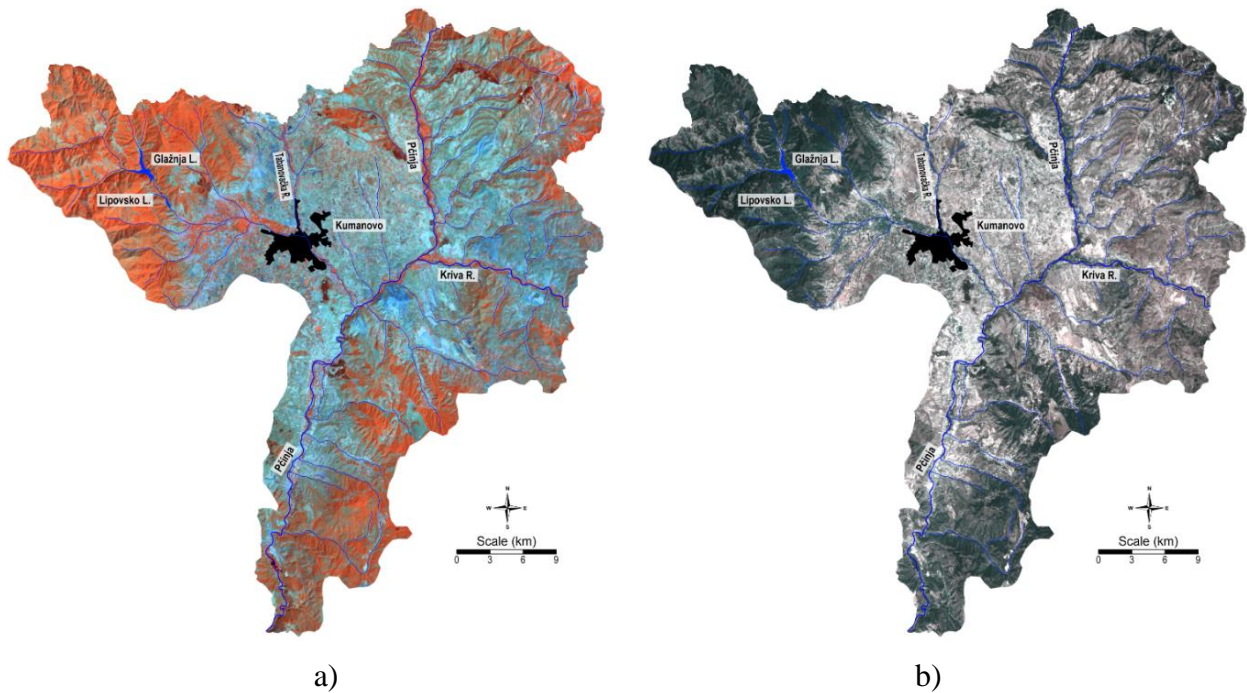 Pčinja
Glažnja L.
Tabanovačka R.
Lipovsko L.
Kumanovo
Kriva R.
Pčinja
N
W E
S
Scale (km)
0 3 6 9
a)
Pčinja
Glažnja L.
Tabanovačka R.
Lipovsko L.
Kumanovo
Kriva R.
Pčinja
N
W E
S
Scale (km)
0 3 6 9
b)